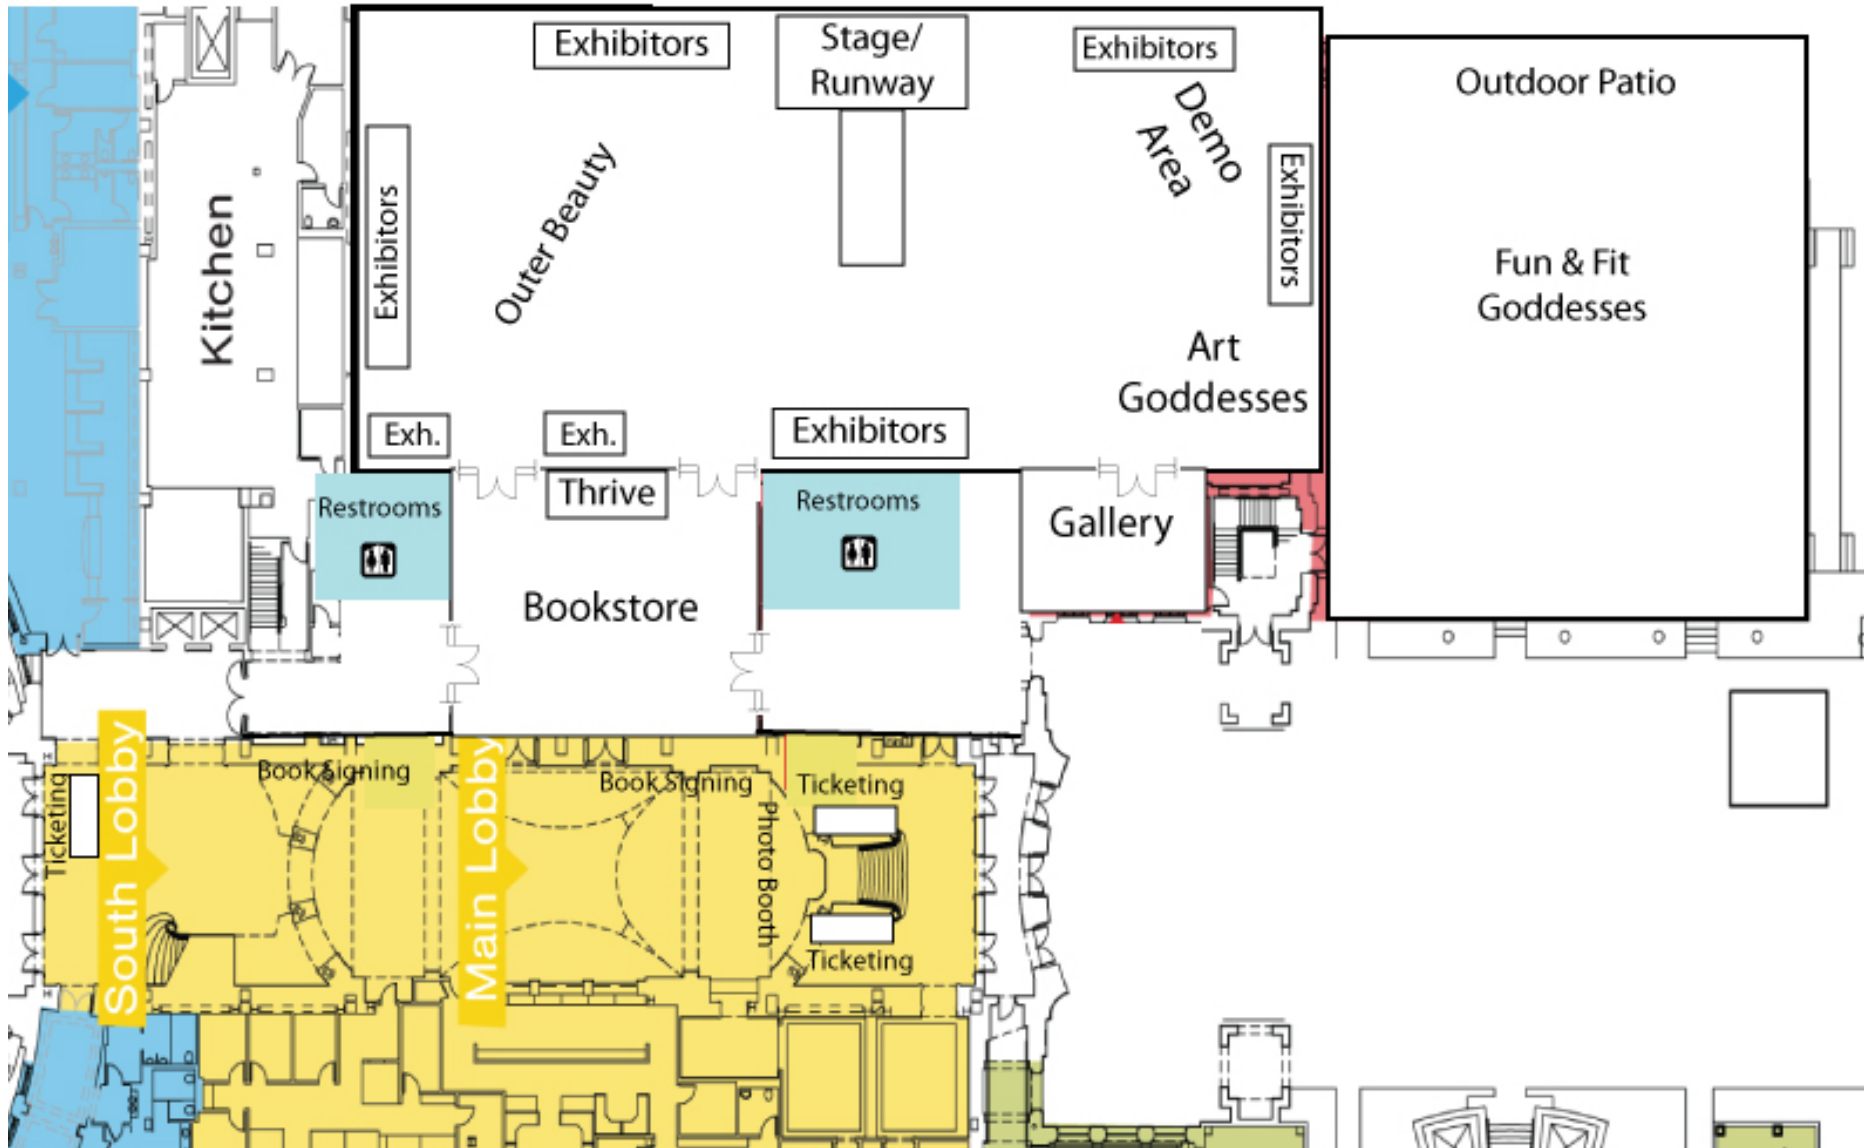 Exhibitors
Stage/
Runway
Exhibitors
Outdoor Patio
Demo
Area
Exhibitors
Outer Beauty
Exhibitors
Kitchen
Fun & Fit
Goddesses
Art
Goddesses
Exh.
Exh.
Exhibitors
Restrooms
Thrive
Restrooms
Gallery
Bookstore
South Lobby
Ticketing
Book Signing
Main Lobby
Book Signing
Ticketing
Photo Booth
Ticketing